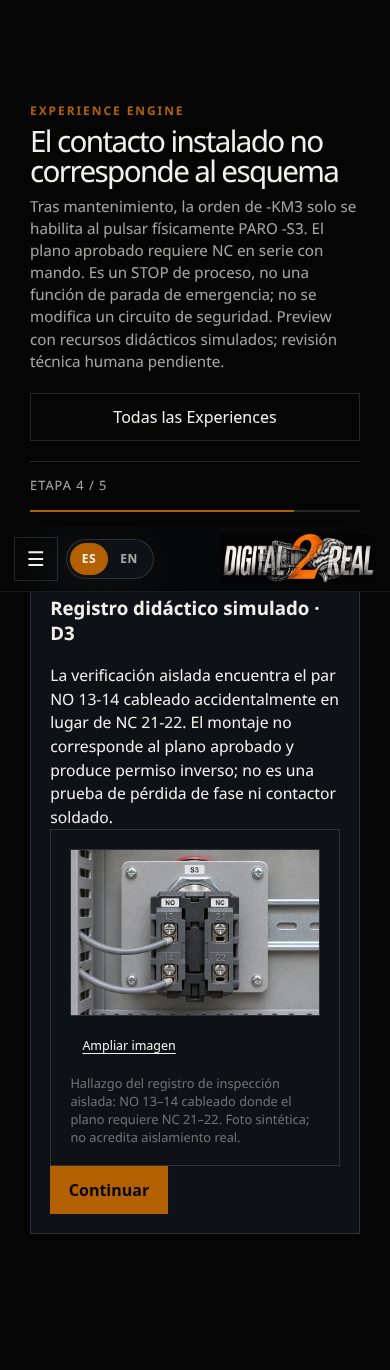 EXPERIENCE ENGINE
El contacto instalado no
corresponde al esquema
Tras mantenimiento, la orden de -KM3 solo se
habilita al pulsar físicamente PARO -S3. El
plano aprobado requiere NC en serie con
mando. Es un STOP de proceso, no una
función de parada de emergencia; no se
modifica un circuito de seguridad. Preview
con recursos didácticos simulados; revisión
técnica humana pendiente.
Todas las Experiences
ETAPA 4 / 5
☰ ES EN DIGITAL 2 REAL
Registro didáctico simulado ·
D3
La verificación aislada encuentra el par
NO 13-14 cableado accidentalmente en
lugar de NC 21-22. El montaje no
corresponde al plano aprobado y
produce permiso inverso; no es una
prueba de pérdida de fase ni contactor
soldado.
S3
NO NC
13 21
14 22
Ampliar imagen
Hallazgo del registro de inspección
aislada: NO 13–14 cableado donde el
plano requiere NC 21–22. Foto sintética;
no acredita aislamiento real.
Continuar